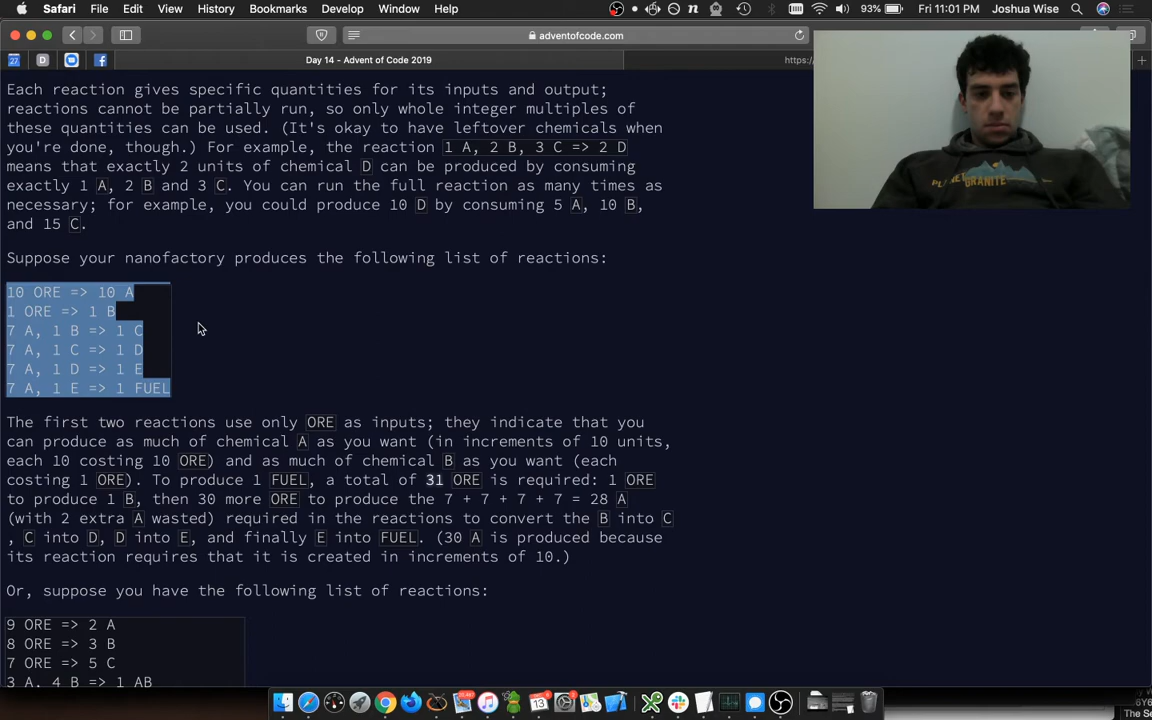 Safari File Edit View History Bookmarks Develop Window Help 93% Fri 11:01 PM Joshua Wise
adventofcode.com
27 D Day 14 - Advent of Code 2019 https:/
Each reaction gives specific quantities for its inputs and output;
reactions cannot be partially run, so only whole integer multiples of
these quantities can be used. (It's okay to have leftover chemicals when
you're done, though.) For example, the reaction 1 A, 2 B, 3 C => 2 D
means that exactly 2 units of chemical D can be produced by consuming
exactly 1 A, 2 B and 3 C. You can run the full reaction as many times as
necessary; for example, you could produce 10 D by consuming 5 A, 10 B,
and 15 C.
Suppose your nanofactory produces the following list of reactions:
10 ORE => 10 A
1 ORE => 1 B
7 A, 1 B => 1 C
7 A, 1 C => 1 D
7 A, 1 D => 1 E
7 A, 1 E => 1 FUEL
The first two reactions use only ORE as inputs; they indicate that you
can produce as much of chemical A as you want (in increments of 10 units,
each 10 costing 10 ORE) and as much of chemical B as you want (each
costing 1 ORE). To produce 1 FUEL, a total of 31 ORE is required: 1 ORE
to produce 1 B, then 30 more ORE to produce the 7 + 7 + 7 + 7 = 28 A
(with 2 extra A wasted) required in the reactions to convert the B into C
, C into D, D into E, and finally E into FUEL. (30 A is produced because
its reaction requires that it is created in increments of 10.)
Or, suppose you have the following list of reactions:
9 ORE => 2 A
8 ORE => 3 B
7 ORE => 5 C
3 A, 4 B => 1 AB
PLANET GRANITE
13
The Se